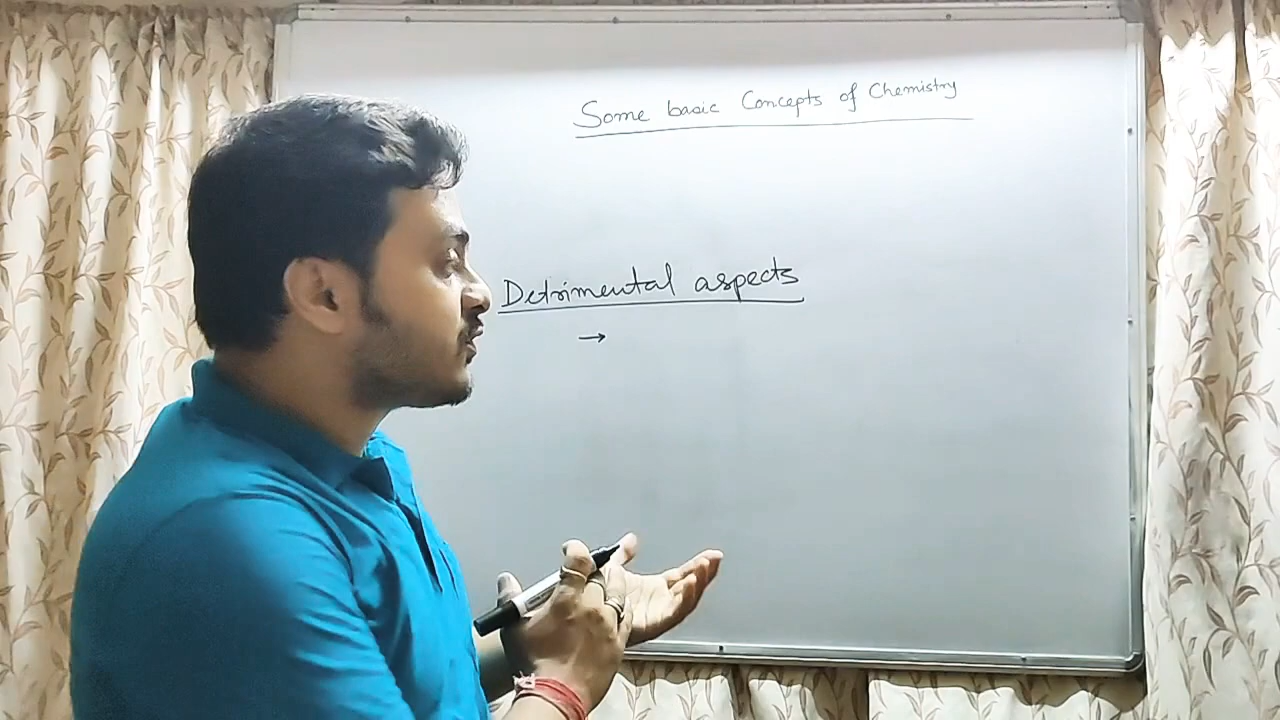 Some basic Concepts of Chemistry
Detrimental aspects
→